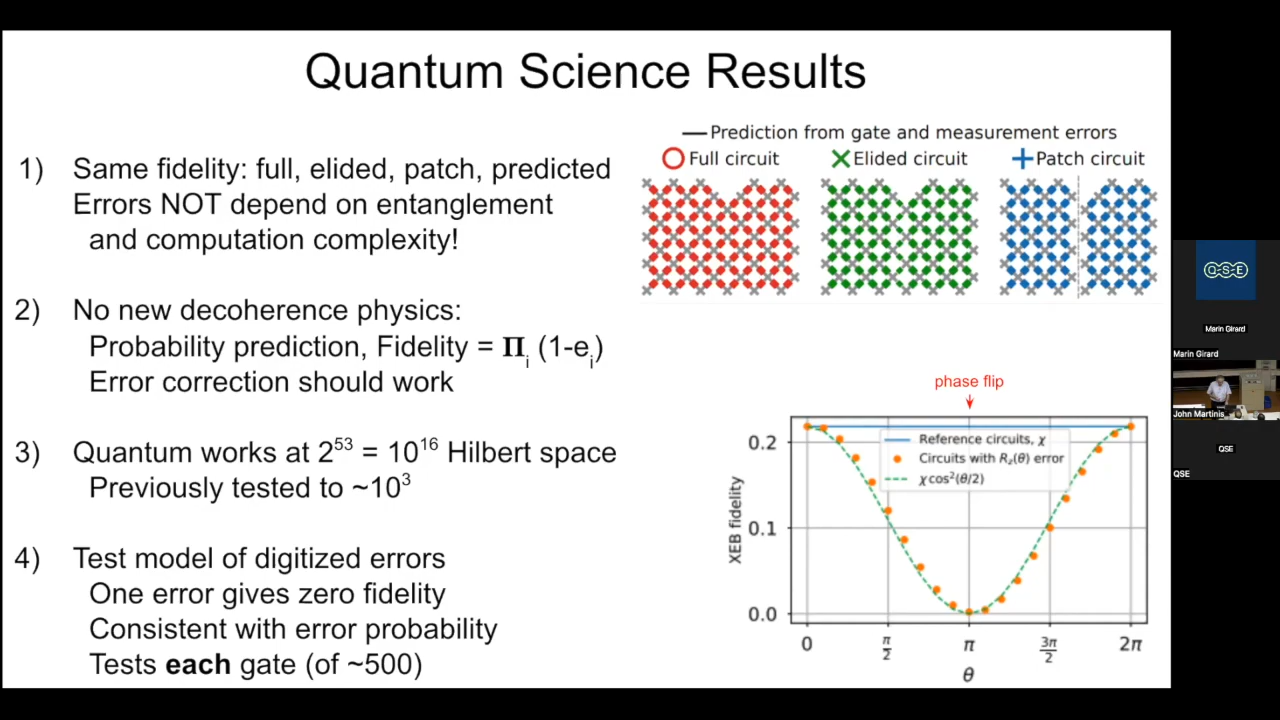 Quantum Science Results
1) Same fidelity: full, elided, patch, predicted
Errors NOT depend on entanglement
and computation complexity!
2) No new decoherence physics:
Probability prediction, Fidelity = Πᵢ (1-eᵢ)
Error correction should work
3) Quantum works at 2⁵³ = 10¹⁶ Hilbert space
Previously tested to ~10³
4) Test model of digitized errors
One error gives zero fidelity
Consistent with error probability
Tests each gate (of ~500)
Prediction from gate and measurement errors
Full circuit
Elided circuit
Patch circuit
phase flip
Reference circuits, χ
Circuits with R_z(θ) error
χcos²(θ/2)
XEB fidelity
0.2
0.1
0.0
0
π/2
π
3π/2
2π
θ
QSE
Marin Girard
Marin Girard
John Martinis
QSE
QSE